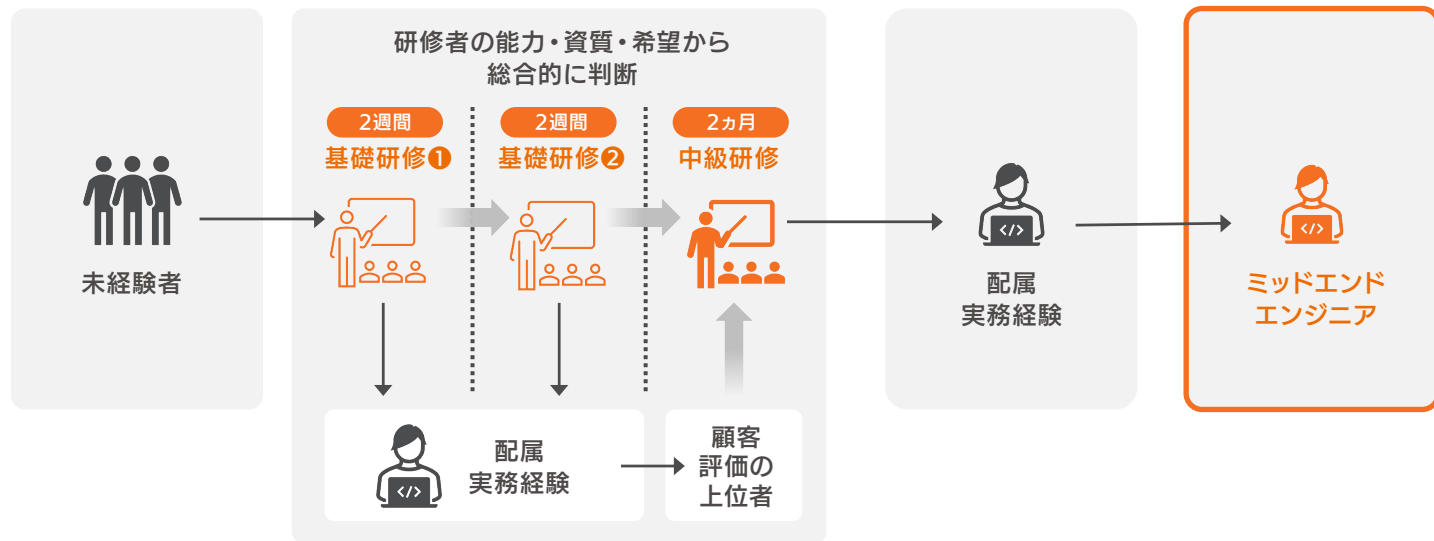 研修者の能力・資質・希望から
総合的に判断
2週間
基礎研修❶
2週間
基礎研修❷
2ヵ月
中級研修
未経験者
配属
実務経験
ミッドエンド
エンジニア
</>
</>
配属
実務経験
</>
顧客
評価の
上位者